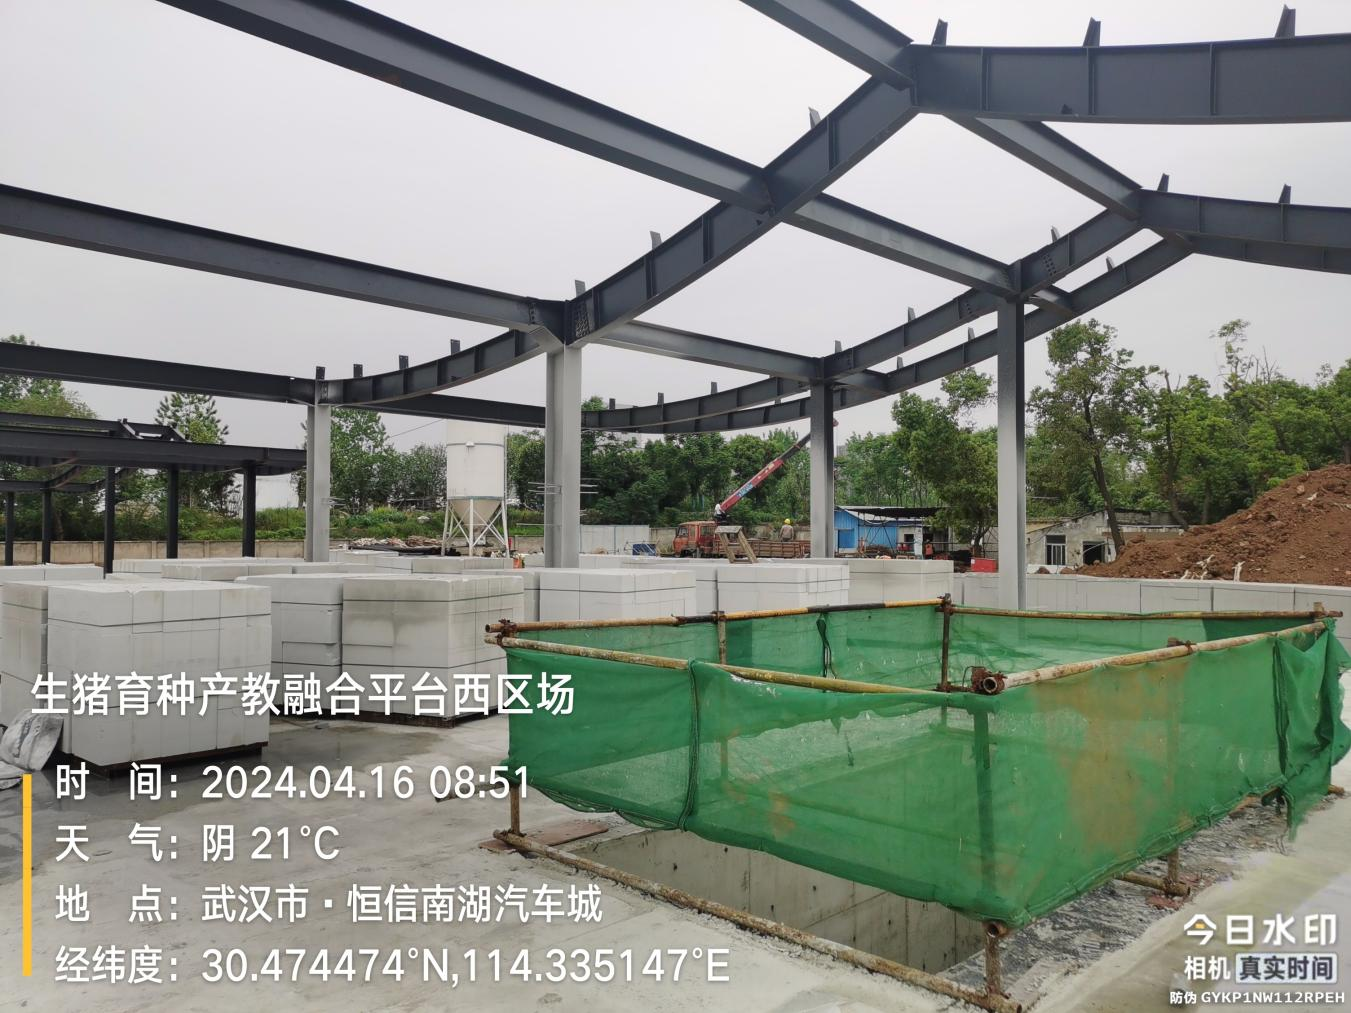 生猪育种产教融合平台西区场
时 间：2024.04.16 08:51
天 气：阴 21℃
地 点：武汉市·恒信南湖汽车城
经纬度：30.474474°N,114.335147°E
今日水印
相机 真实时间
防伪 GYKP1NW112RPEH